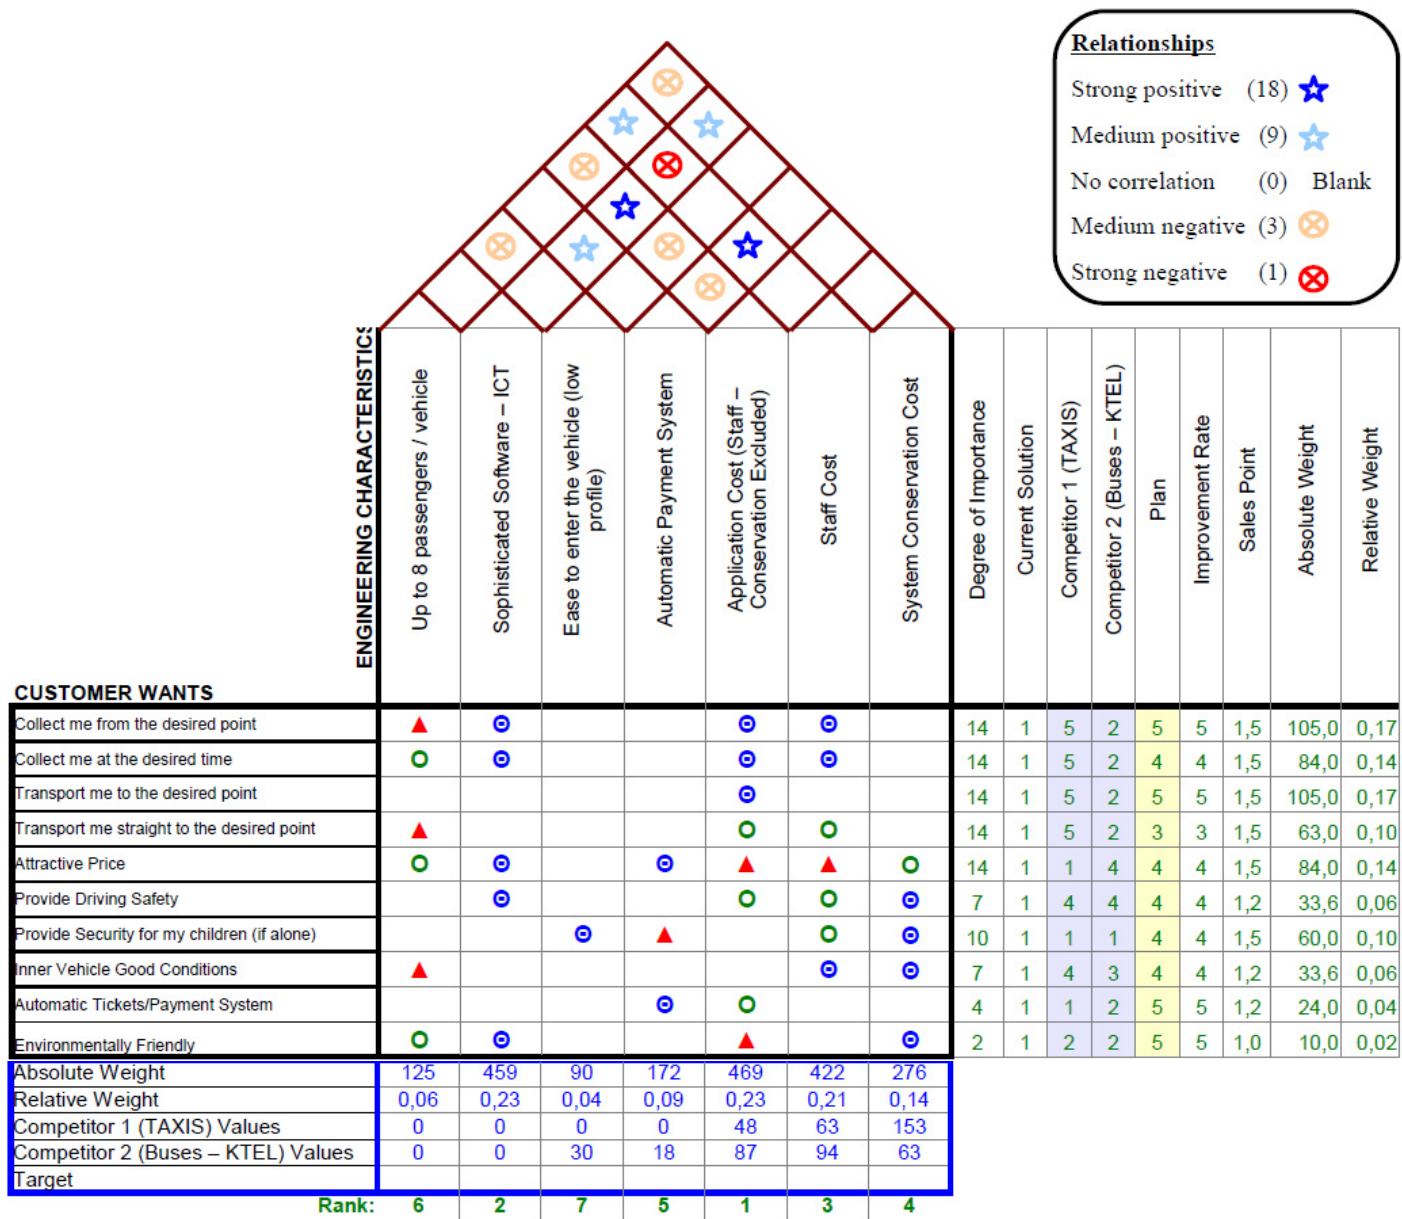 Relationships
Strong positive (18)
Medium positive (9)
No correlation (0) Blank
Medium negative (3)
Strong negative (1)
ENGINEERING CHARACTERISTICS
Up to 8 passengers / vehicle
Sophisticated Software – ICT
Ease to enter the vehicle (low
profile)
Automatic Payment System
Application Cost (Staff –
Conservation Excluded)
Staff Cost
System Conservation Cost
Degree of Importance
Current Solution
Competitor 1 (TAXIS)
Competitor 2 (Buses – KTEL)
Plan
Improvement Rate
Sales Point
Absolute Weight
Relative Weight
CUSTOMER WANTS
Collect me from the desired point 14 1 5 2 5 5 1,5 105,0 0,17
Collect me at the desired time 14 1 5 2 4 4 1,5 84,0 0,14
Transport me to the desired point 14 1 5 2 5 5 1,5 105,0 0,17
Transport me straight to the desired point 14 1 5 2 3 3 1,5 63,0 0,10
Attractive Price 14 1 1 4 4 4 1,5 84,0 0,14
Provide Driving Safety 7 1 4 4 4 4 1,2 33,6 0,06
Provide Security for my children (if alone) 10 1 1 1 4 4 1,5 60,0 0,10
Inner Vehicle Good Conditions 7 1 4 3 4 4 1,2 33,6 0,06
Automatic Tickets/Payment System 4 1 1 2 5 5 1,2 24,0 0,04
Environmentally Friendly 2 1 2 2 5 5 1,0 10,0 0,02
Absolute Weight 125 459 90 172 469 422 276
Relative Weight 0,06 0,23 0,04 0,09 0,23 0,21 0,14
Competitor 1 (TAXIS) Values 0 0 0 0 48 63 153
Competitor 2 (Buses – KTEL) Values 0 0 30 18 87 94 63
Target
Rank: 6 2 7 5 1 3 4